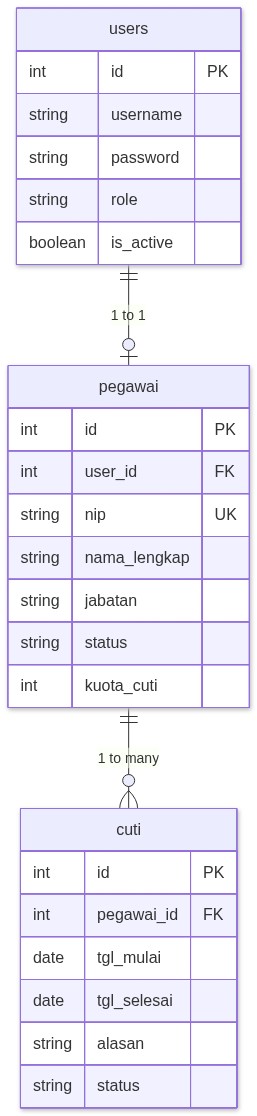 users
int id PK
string username
string password
string role
boolean is_active
1 to 1
pegawai
int id PK
int user_id FK
string nip UK
string nama_lengkap
string jabatan
string status
int kuota_cuti
1 to many
cuti
int id PK
int pegawai_id FK
date tgl_mulai
date tgl_selesai
string alasan
string status